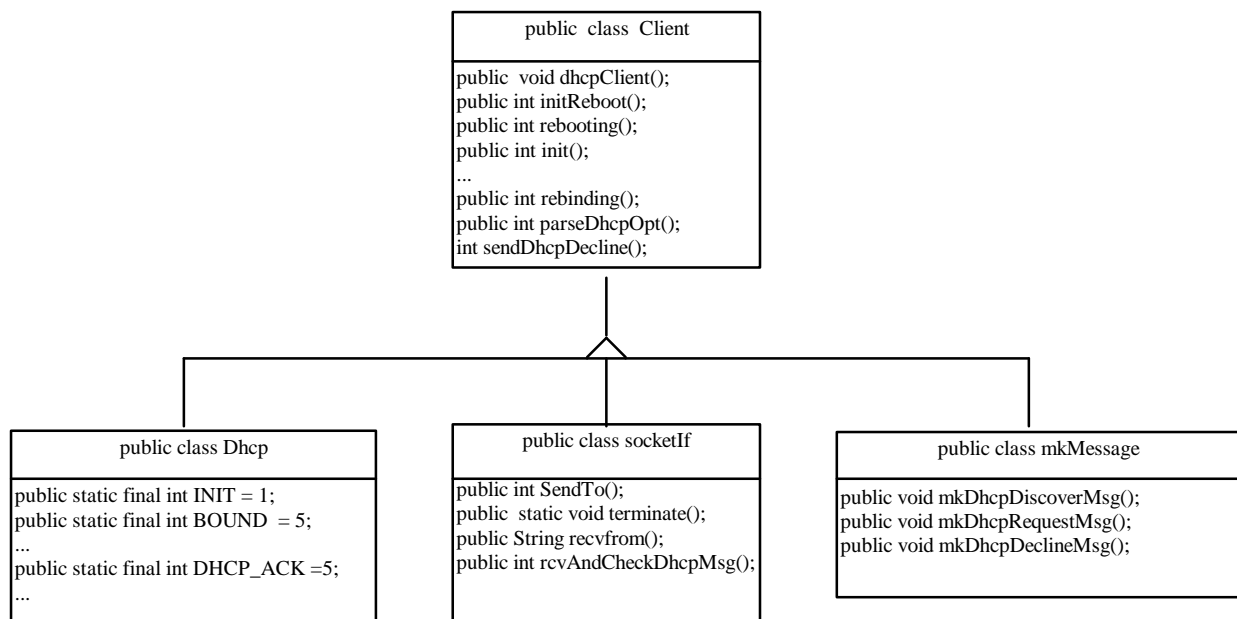 public class Client
public void dhcpClient();
public int initReboot();
public int rebooting();
public int init();
...
public int rebinding();
public int parseDhcpOpt();
int sendDhcpDecline();
public class Dhcp
public static final int INIT = 1;
public static final int BOUND = 5;
...
public static final int DHCP_ACK =5;
...
public class socketIf
public int SendTo();
public static void terminate();
public String recvfrom();
public int rcvAndCheckDhcpMsg();
public class mkMessage
public void mkDhcpDiscoverMsg();
public void mkDhcpRequestMsg();
public void mkDhcpDeclineMsg();